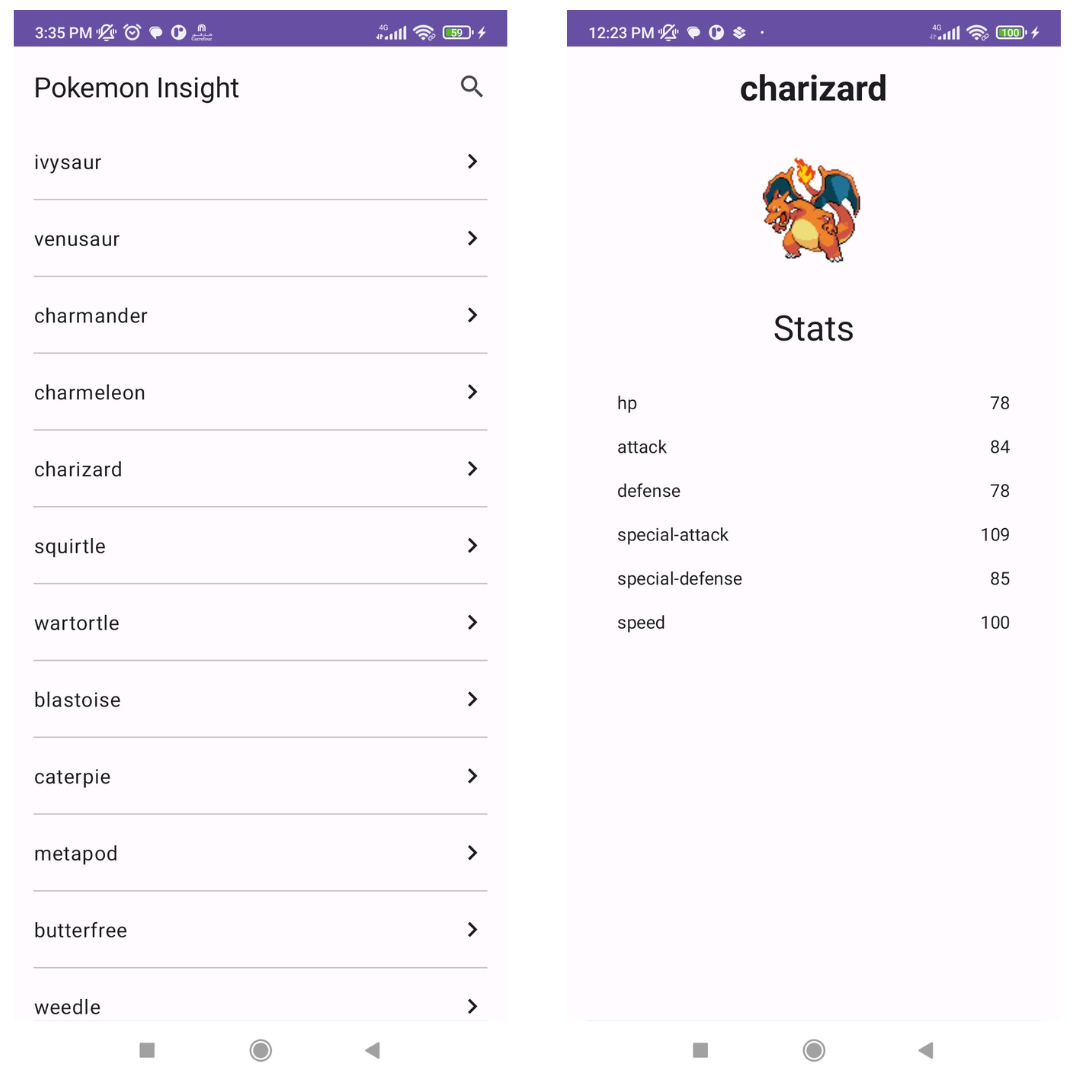 3:35 PM
4G
59
Pokemon Insight
ivysaur
venusaur
charmander
charmeleon
charizard
squirtle
wartortle
blastoise
caterpie
metapod
butterfree
weedle
12:23 PM
4G
100
charizard
Stats
hp 78
attack 84
defense 78
special-attack 109
special-defense 85
speed 100